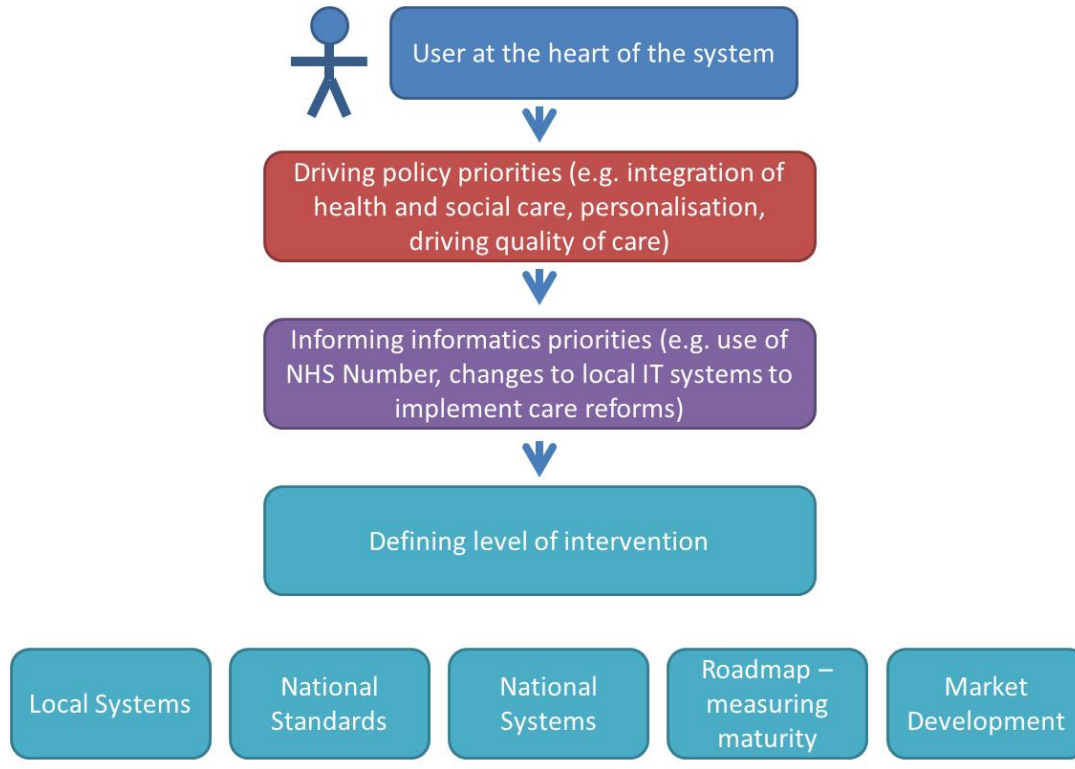 User at the heart of the system
Driving policy priorities (e.g. integration of
health and social care, personalisation,
driving quality of care)
Informing informatics priorities (e.g. use of
NHS Number, changes to local IT systems to
implement care reforms)
Defining level of intervention
Local Systems
National
Standards
National
Systems
Roadmap –
measuring
maturity
Market
Development